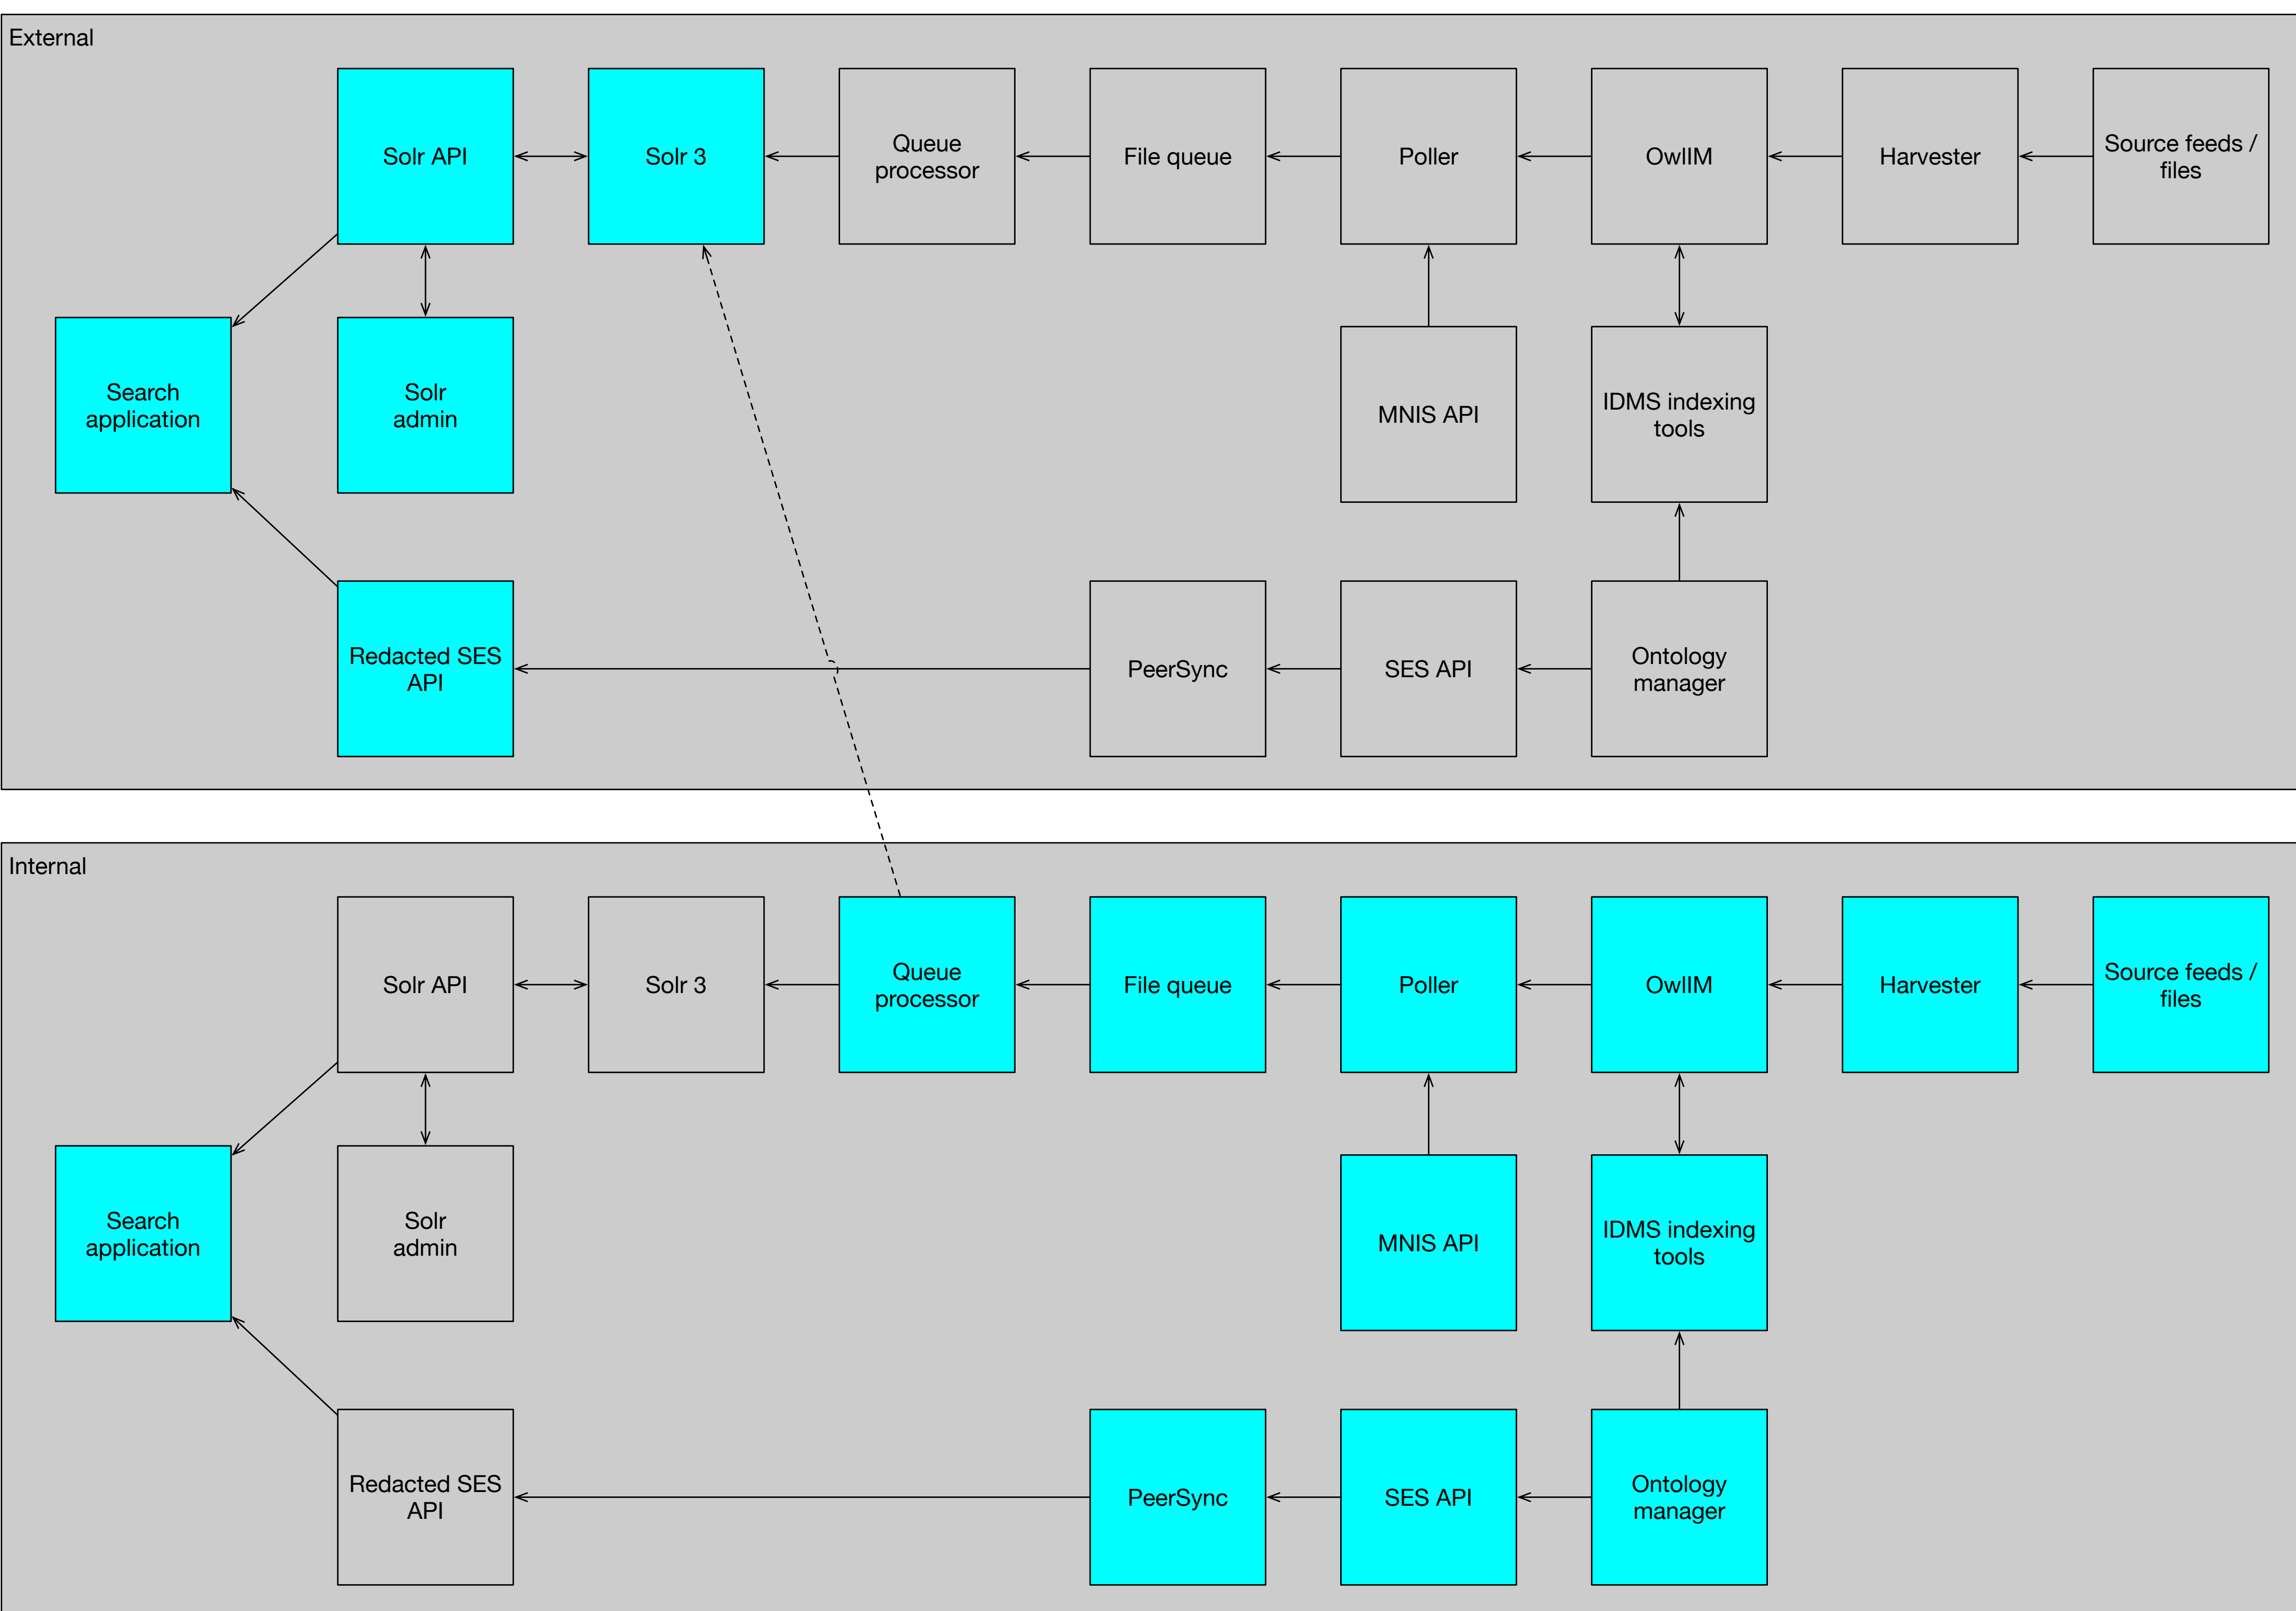 External
Solr API
Solr 3
Queue
processor
File queue
Poller
OwlIM
Harvester
Source feeds /
files
Search
application
Solr
admin
MNIS API
IDMS indexing
tools
Redacted SES
API
PeerSync
SES API
Ontology
manager
Internal
Solr API
Solr 3
Queue
processor
File queue
Poller
OwlIM
Harvester
Source feeds /
files
Search
application
Solr
admin
MNIS API
IDMS indexing
tools
Redacted SES
API
PeerSync
SES API
Ontology
manager